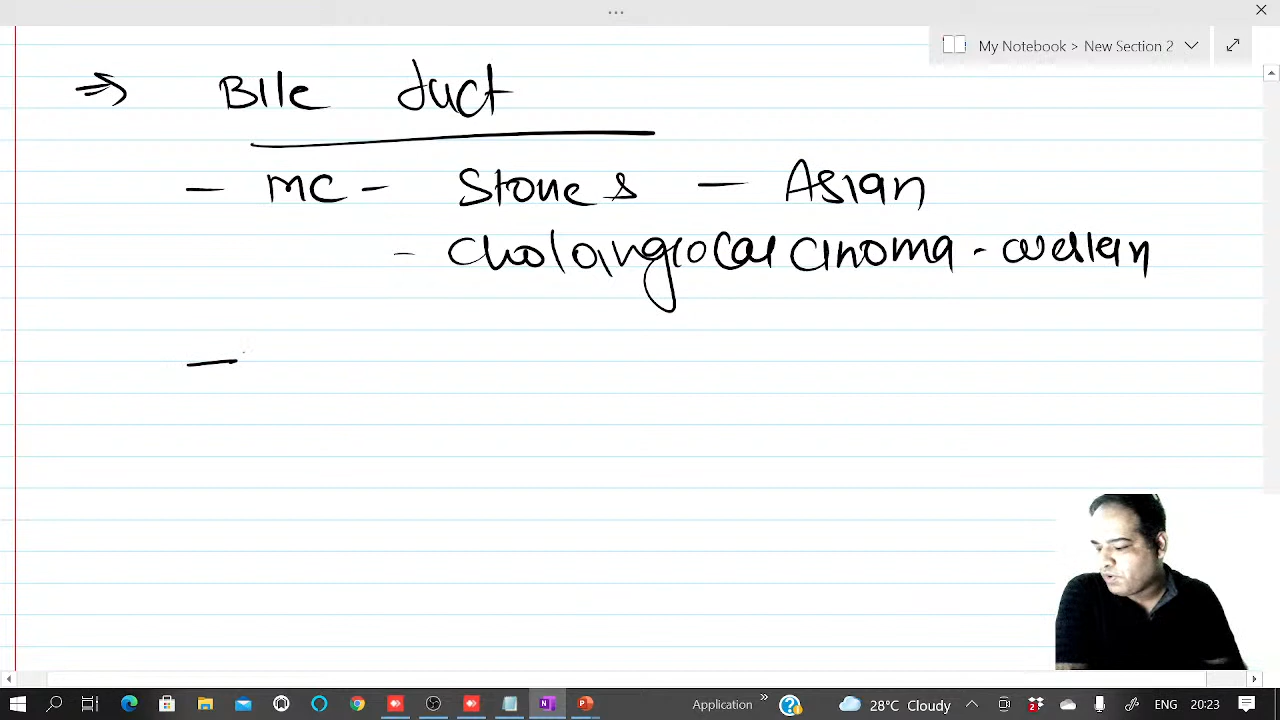 My Notebook > New Section 2
⇒ Bile duct
- MC - Stones - Asian
- Cholangiocarcinoma - western
Application
28°C Cloudy
ENG
20:23